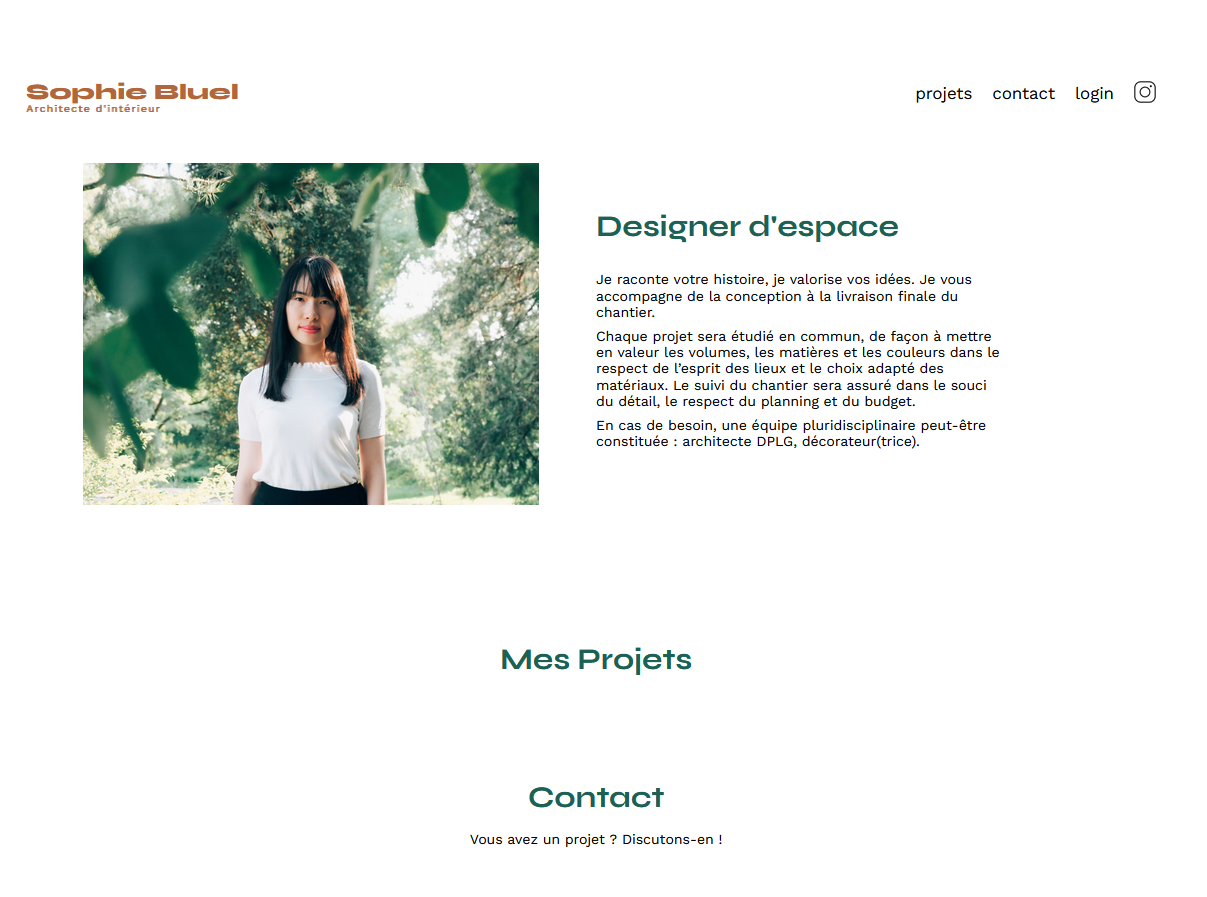 Sophie Bluel
Architecte d'intérieur
projets contact login
Designer d'espace
Je raconte votre histoire, je valorise vos idées. Je vous
accompagne de la conception à la livraison finale du
chantier.
Chaque projet sera étudié en commun, de façon à mettre
en valeur les volumes, les matières et les couleurs dans le
respect de l’esprit des lieux et le choix adapté des
matériaux. Le suivi du chantier sera assuré dans le souci
du détail, le respect du planning et du budget.
En cas de besoin, une équipe pluridisciplinaire peut-être
constituée : architecte DPLG, décorateur(trice).
Mes Projets
Contact
Vous avez un projet ? Discutons-en !